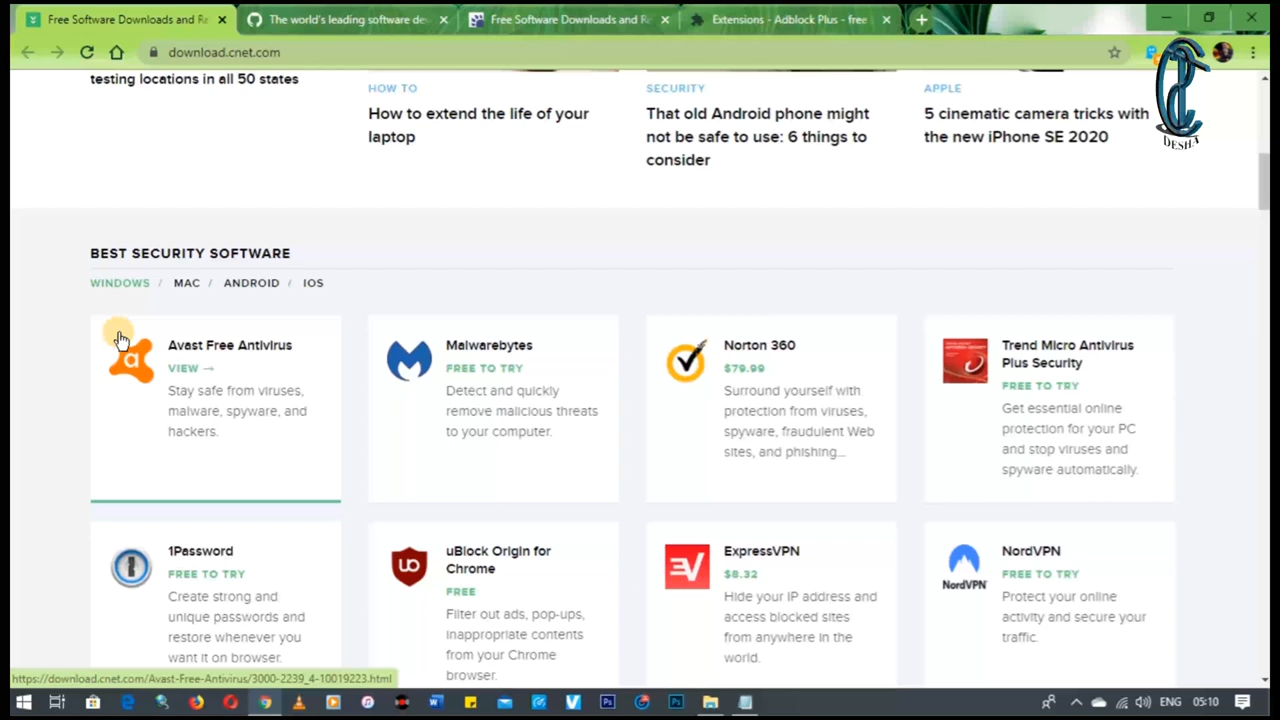 Free Software Downloads and Re
The world's leading software de
Free Software Downloads and R
Extensions - Adblock Plus - free
download.cnet.com
DESHA
testing locations in all 50 states
HOW TO
How to extend the life of your
laptop
SECURITY
That old Android phone might
not be safe to use: 6 things to
consider
APPLE
5 cinematic camera tricks with
the new iPhone SE 2020
BEST SECURITY SOFTWARE
WINDOWS / MAC / ANDROID / IOS
Avast Free Antivirus
VIEW →
Stay safe from viruses,
malware, spyware, and
hackers.
Malwarebytes
FREE TO TRY
Detect and quickly
remove malicious threats
to your computer.
Norton 360
$79.99
Surround yourself with
protection from viruses,
spyware, fraudulent Web
sites, and phishing...
Trend Micro Antivirus
Plus Security
FREE TO TRY
Get essential online
protection for your PC
and stop viruses and
spyware automatically.
1Password
FREE TO TRY
Create strong and
unique passwords and
restore whenever you
want it on browser.
uBlock Origin for
Chrome
FREE
Filter out ads, pop-ups,
inappropriate contents
from your Chrome
browser.
ExpressVPN
$8.32
Hide your IP address and
access blocked sites
from anywhere in the
world.
NordVPN
NordVPN
FREE TO TRY
Protect your online
activity and secure your
traffic.
https://download.cnet.com/Avast-Free-Antivirus/3000-2239_4-10019223.html
ENG 05:10